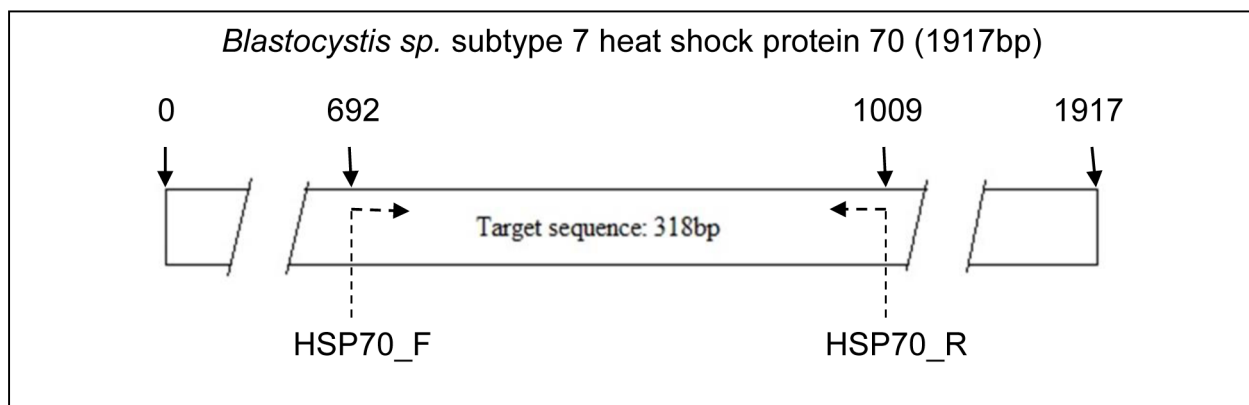 Blastocystis sp. subtype 7 heat shock protein 70 (1917bp)
0 692 1009 1917
Target sequence: 318bp
HSP70_F HSP70_R